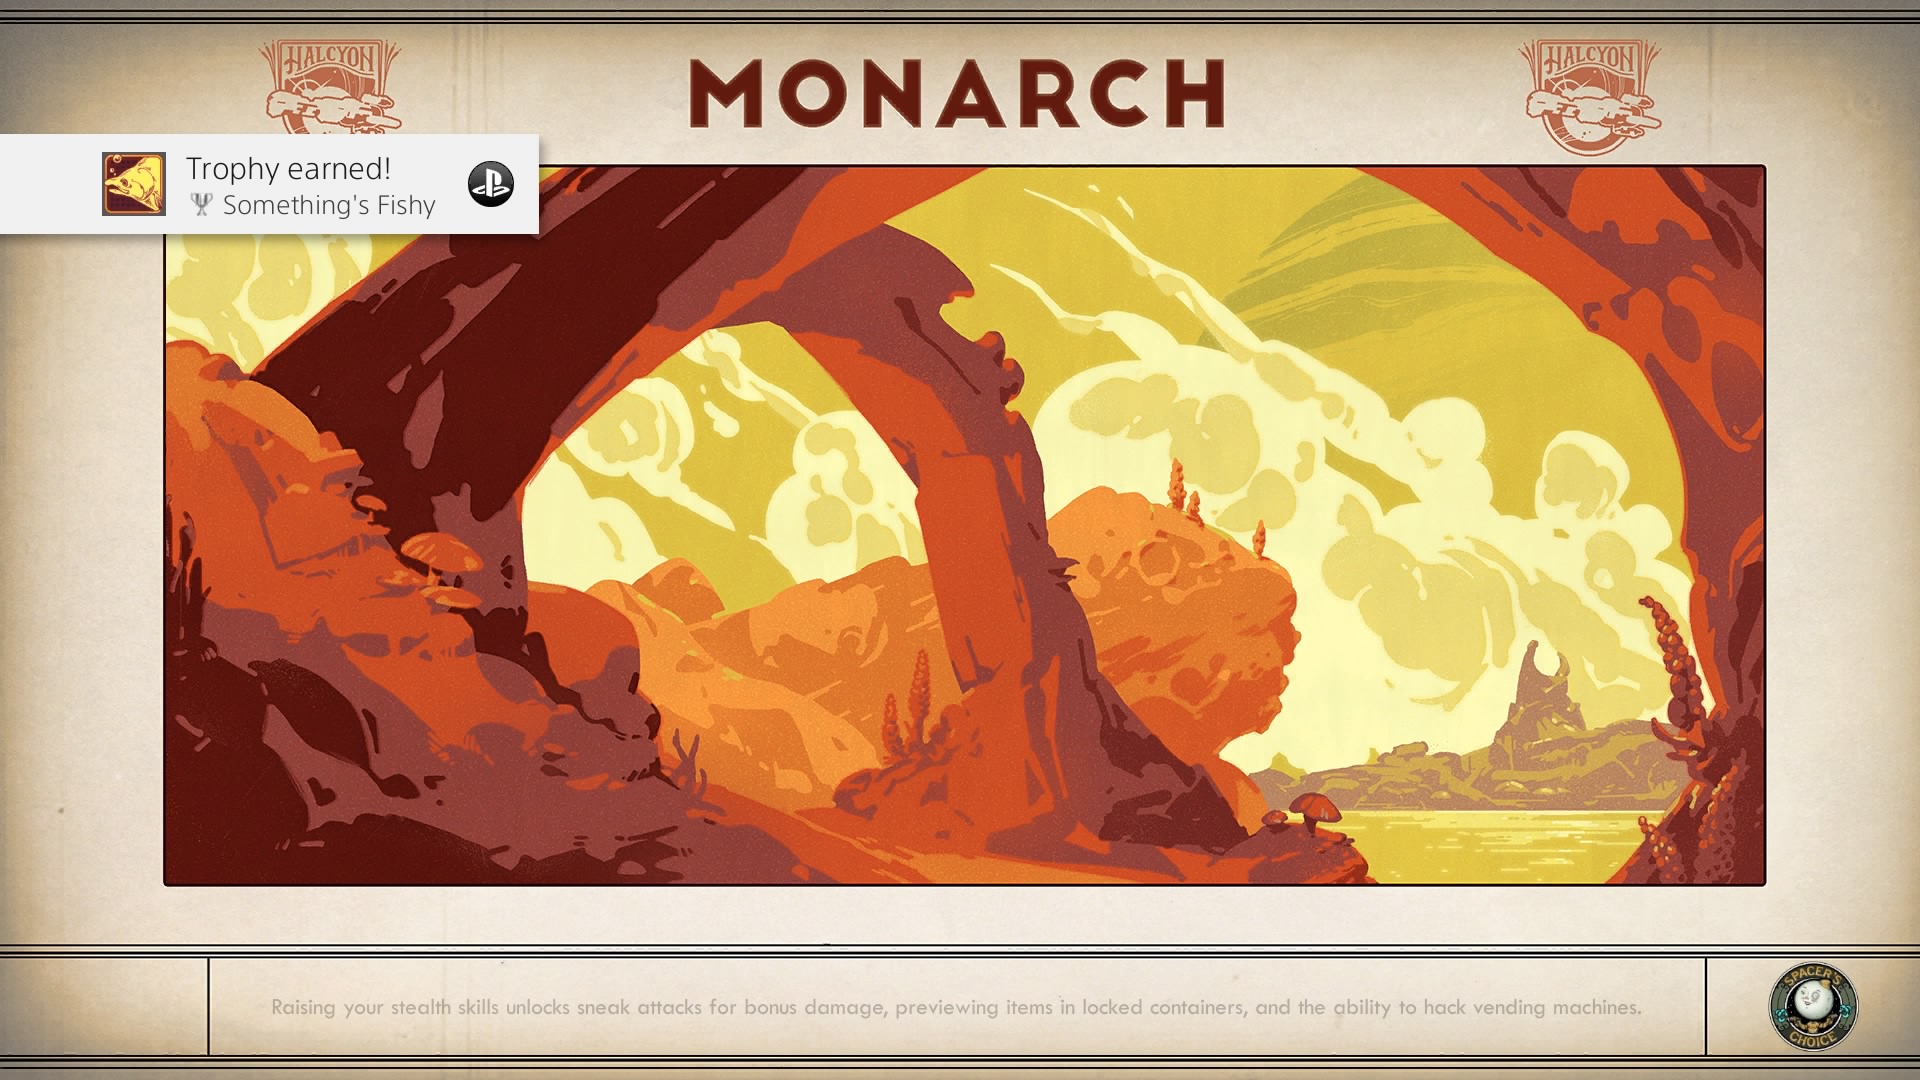 HALCYON
MONARCH
HALCYON
Trophy earned!
Something's Fishy
Raising your stealth skills unlocks sneak attacks for bonus damage, previewing items in locked containers, and the ability to hack vending machines.
SPACER'S
CHOICE